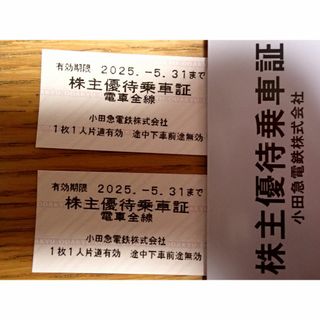 有効期限 2025.-5.31まで
株主優待乗車証
電車全線
小田急電鉄株式会社
1枚1人片道有効 途中下車前途無効
有効期限 2025.-5.31まで
株主優待乗車証
電車全線
小田急電鉄株式会社
1枚1人片道有効 途中下車前途無効
株主優待乗車証
小田急電鉄株式会社